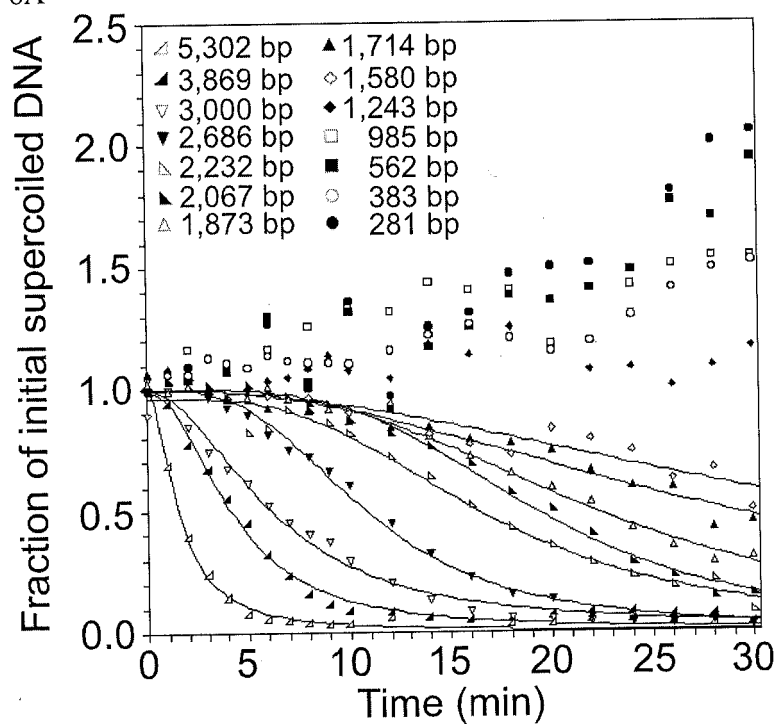 2.5
2.0
1.5
1.0
0.5
0.0
Fraction of initial supercoiled DNA
5,302 bp
3,869 bp
3,000 bp
2,686 bp
2,232 bp
2,067 bp
1,873 bp
1,714 bp
1,580 bp
1,243 bp
985 bp
562 bp
383 bp
281 bp
0 5 10 15 20 25 30
Time (min)